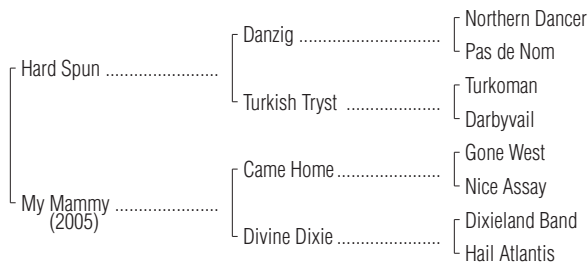 Northern Dancer
Danzig ................................
Pas de Nom
Hard Spun .........................
Turkoman
Turkish Tryst .....................
Darbyvail
Gone West
Came Home.......................
Nice Assay
My Mammy .......................
(2005)
Dixieland Band
Divine Dixie.......................
Hail Atlantis